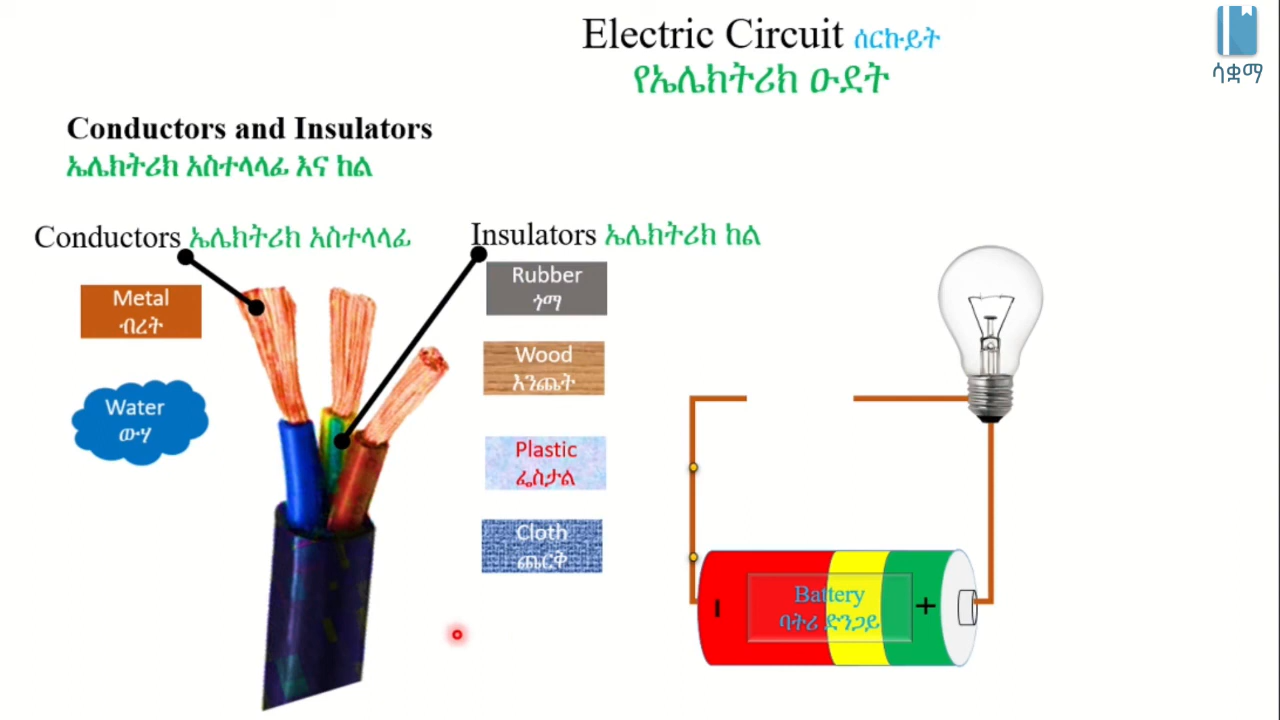 Electric Circuit ሰርኩይት
የኤሌክትሪክ ዑደት
ሳቋማ
Conductors and Insulators
ኤሌክትሪክ አስተላላፊ እና ከል
Conductors ኤሌክትሪክ አስተላላፊ
Insulators ኤሌክትሪክ ከል
Metal
ብረት
Water
ውሃ
Rubber
ጎማ
Wood
እንጨት
Plastic
ፌስታል
Cloth
ጨርቅ
Battery
ባትሪ ድንጋይ
+